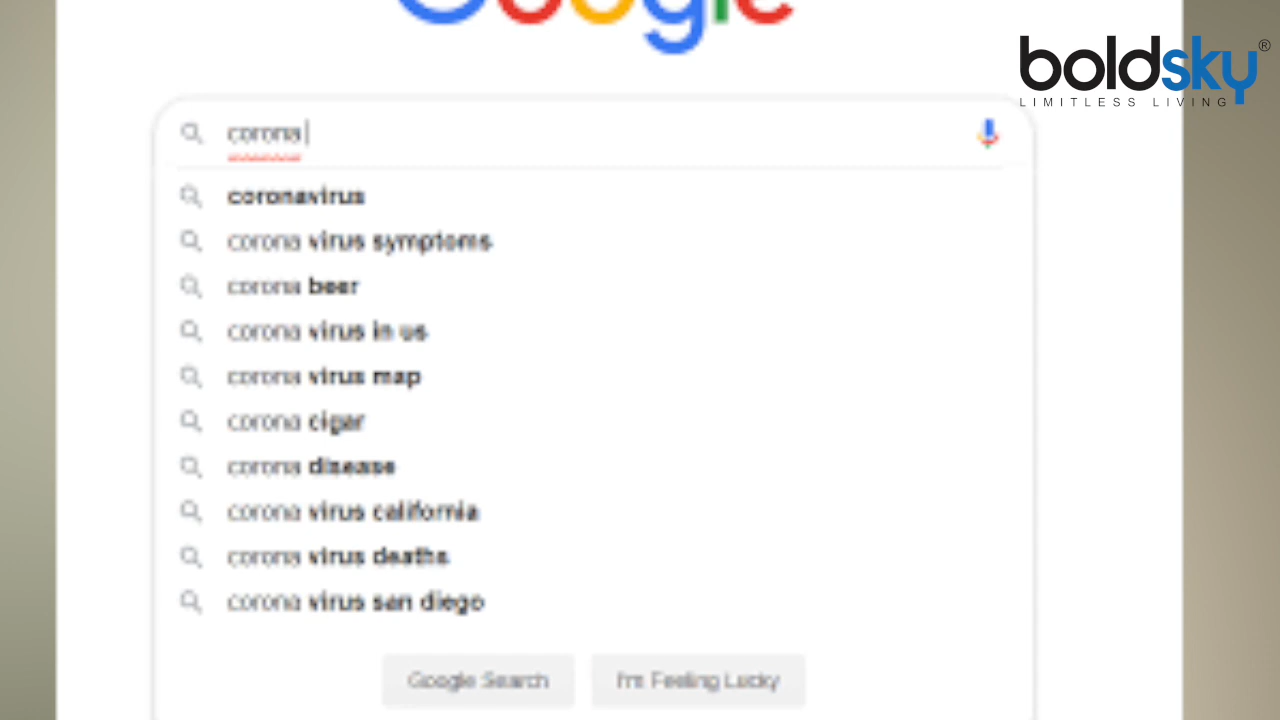 Google
boldsky®
LIMITLESS LIVING
corona
coronavirus
corona virus symptoms
corona beer
corona virus in us
corona virus map
corona cigar
corona disease
corona virus california
corona virus deaths
corona virus san diego
Google Search
I'm Feeling Lucky